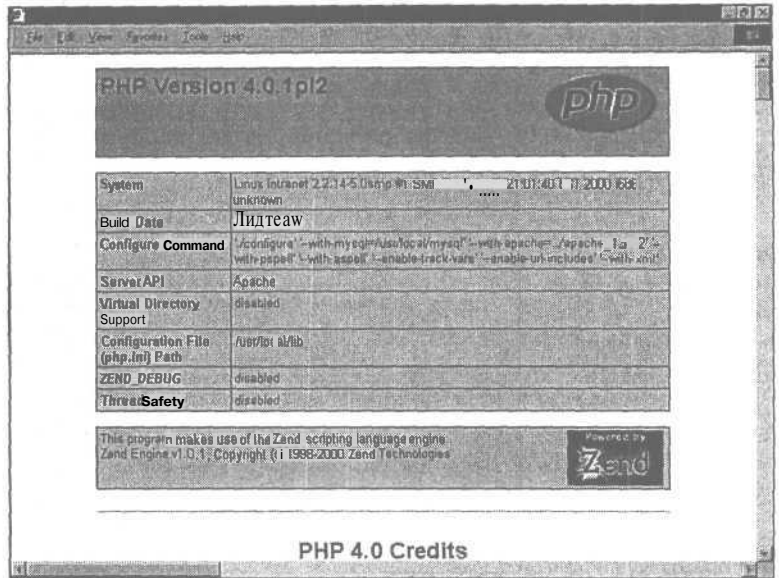 File Edit View Favorites Tools Help
PHP Version 4.0.1pl2
php
System Linux Intranet 2.2.14-5.0smp #1 SMP 21:01:40 2000 i686
unknown
Build Date Лидтеаw
Configure Command './configure' '--with-mysql=/usr/local/mysql' '--with-apache=../apache_1 '--
with-pspell' '--with-aspell' '--enable-track-vars' '--enable-url-includes' '--with-xml'
Server API Apache
Virtual Directory disabled
Support
Configuration File /usr/local/lib
(php.ini) Path
ZEND_DEBUG disabled
Thread Safety disabled
This program makes use of the Zend scripting language engine
Zend Engine v1.0.1, Copyright (c) 1998-2000 Zend Technologies
Powered by
Zend
PHP 4.0 Credits